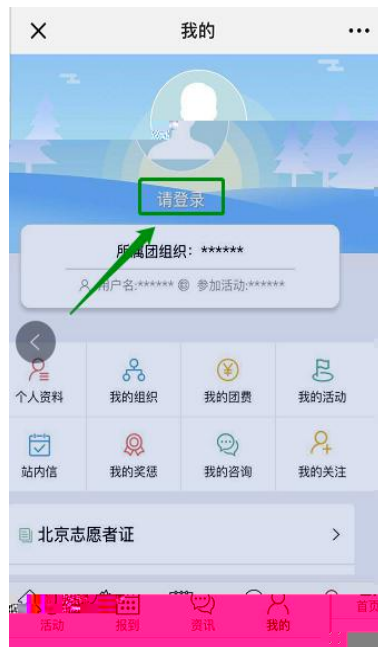 我的
请登录
所属团组织：******
用户名:****** 参加活动:******
个人资料 我的组织 我的团费 我的活动
站内信 我的奖惩 我的咨询 我的关注
北京志愿者证
活动 报到 资讯 我的 首页